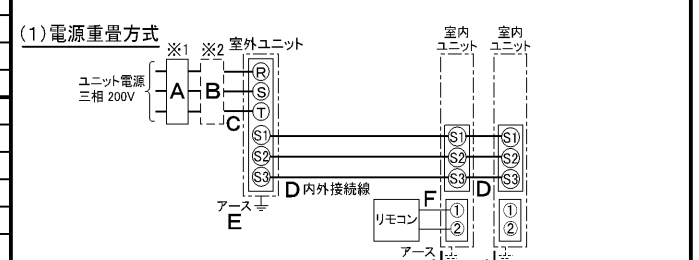 (1)電源重畳方式
※1 ※2 室外ユニット
室内
ユニット
室内
ユニット
ユニット電源
三相 200V
A
B
C
R
S
T
S1
S2
S3
S1
S2
S3
S1
S2
S3
D 内外接続線
D
アース
E
F
リモコン
1
2
1
2
アース